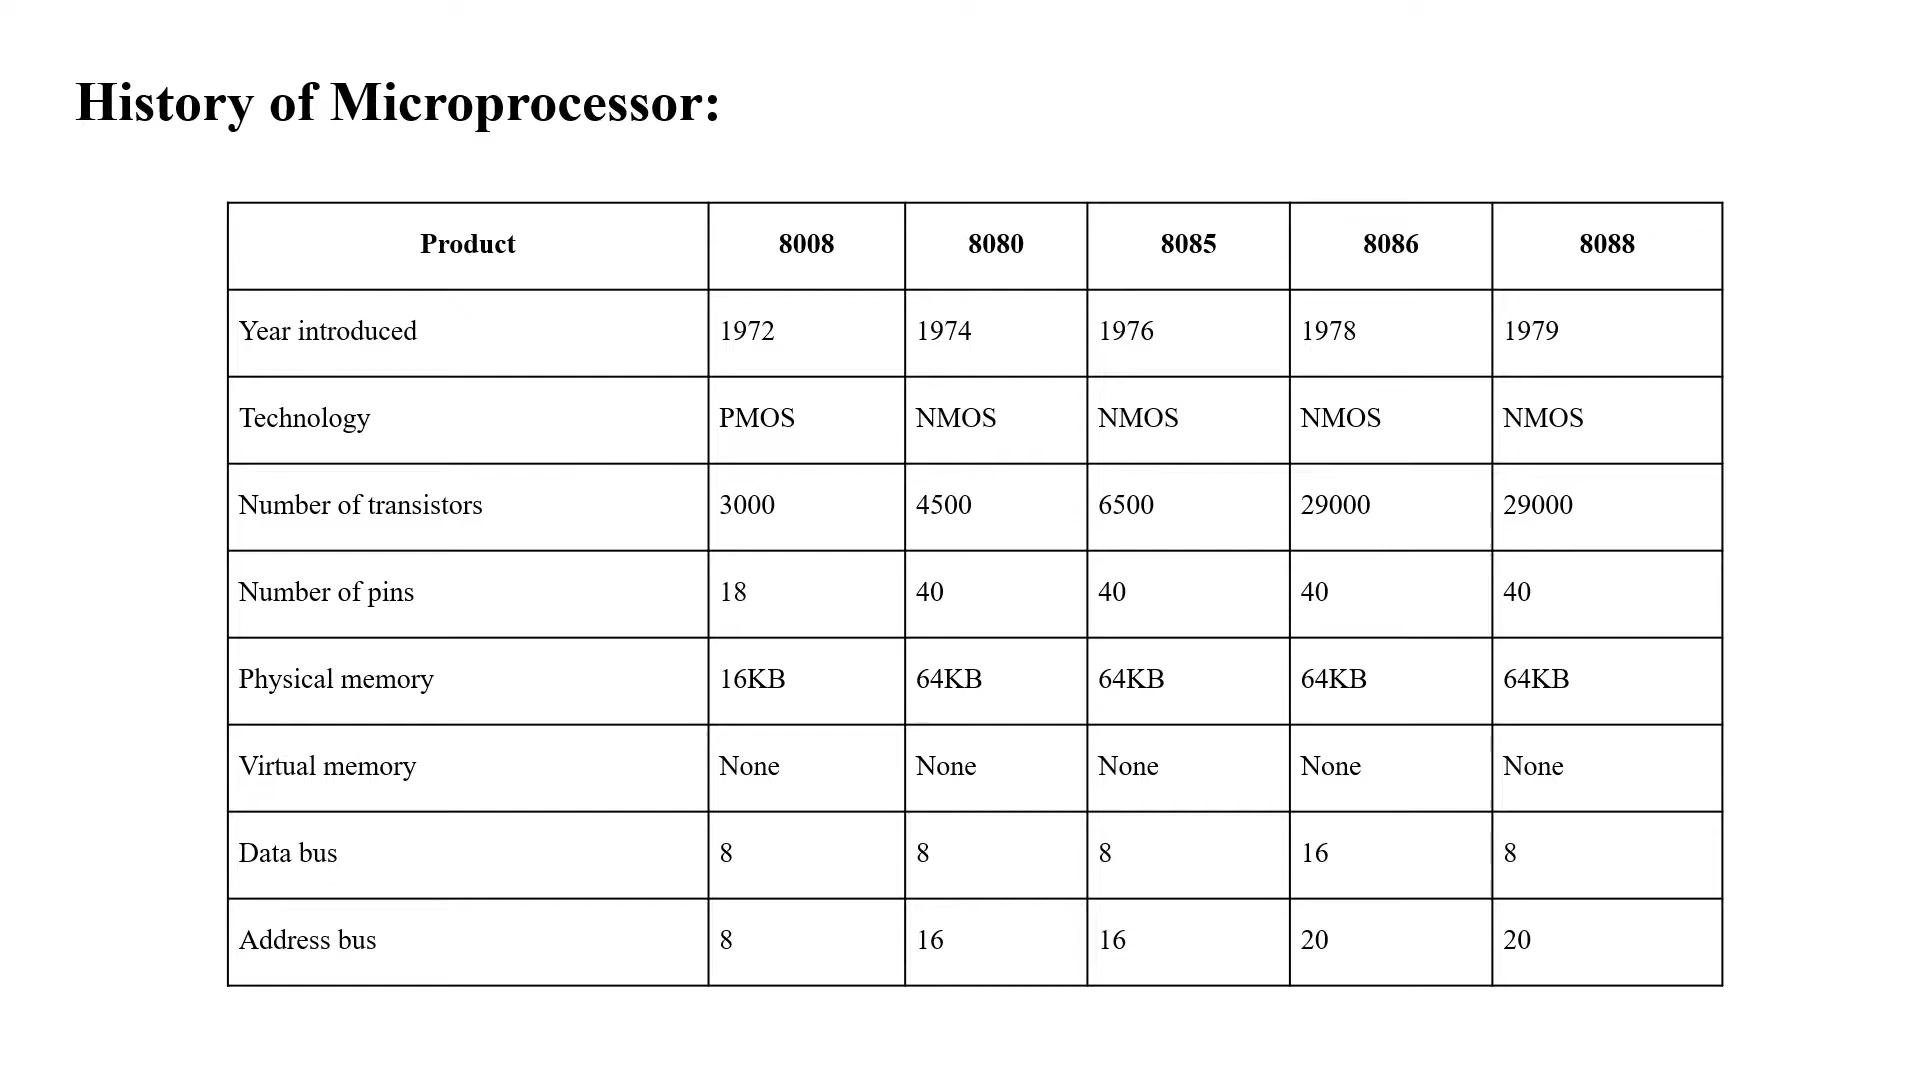 History of Microprocessor:
Product 8008 8080 8085 8086 8088
Year introduced 1972 1974 1976 1978 1979
Technology PMOS NMOS NMOS NMOS NMOS
Number of transistors 3000 4500 6500 29000 29000
Number of pins 18 40 40 40 40
Physical memory 16KB 64KB 64KB 64KB 64KB
Virtual memory None None None None None
Data bus 8 8 8 16 8
Address bus 8 16 16 20 20